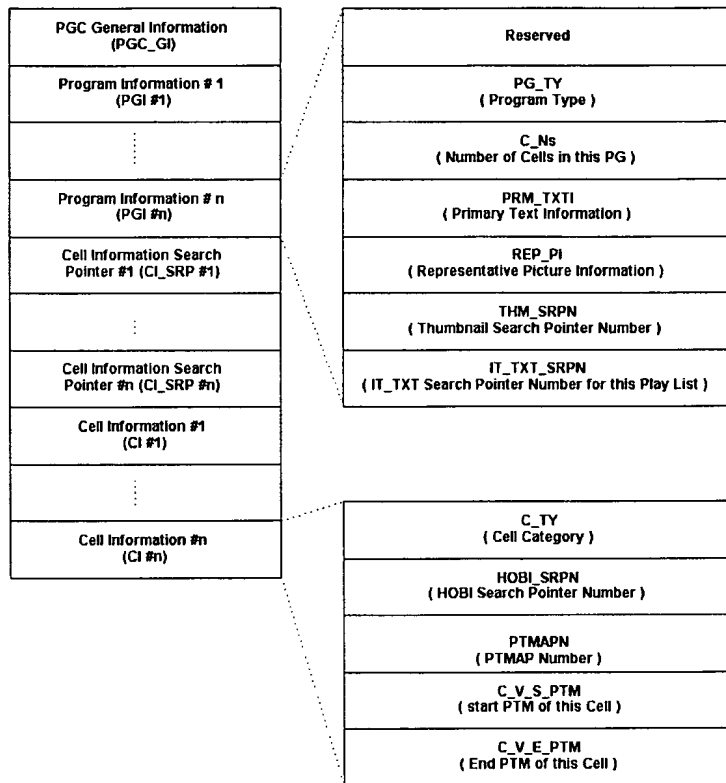 PGC General Information
(PGC_GI)
Program Information # 1
(PGI #1)
Program Information # n
(PGI #n)
Cell Information Search
Pointer #1 (CI_SRP #1)
Cell Information Search
Pointer #n (CI_SRP #n)
Cell Information #1
(CI #1)
Cell Information #n
(CI #n)
Reserved
PG_TY
( Program Type )
C_Ns
( Number of Cells in this PG )
PRM_TXTI
( Primary Text Information )
REP_PI
( Representative Picture Information )
THM_SRPN
( Thumbnail Search Pointer Number )
IT_TXT_SRPN
( IT_TXT Search Pointer Number for this Play List )
C_TY
( Cell Category )
HOBI_SRPN
( HOBI Search Pointer Number )
PTMAPN
( PTMAP Number )
C_V_S_PTM
( start PTM of this Cell )
C_V_E_PTM
( End PTM of this Cell )